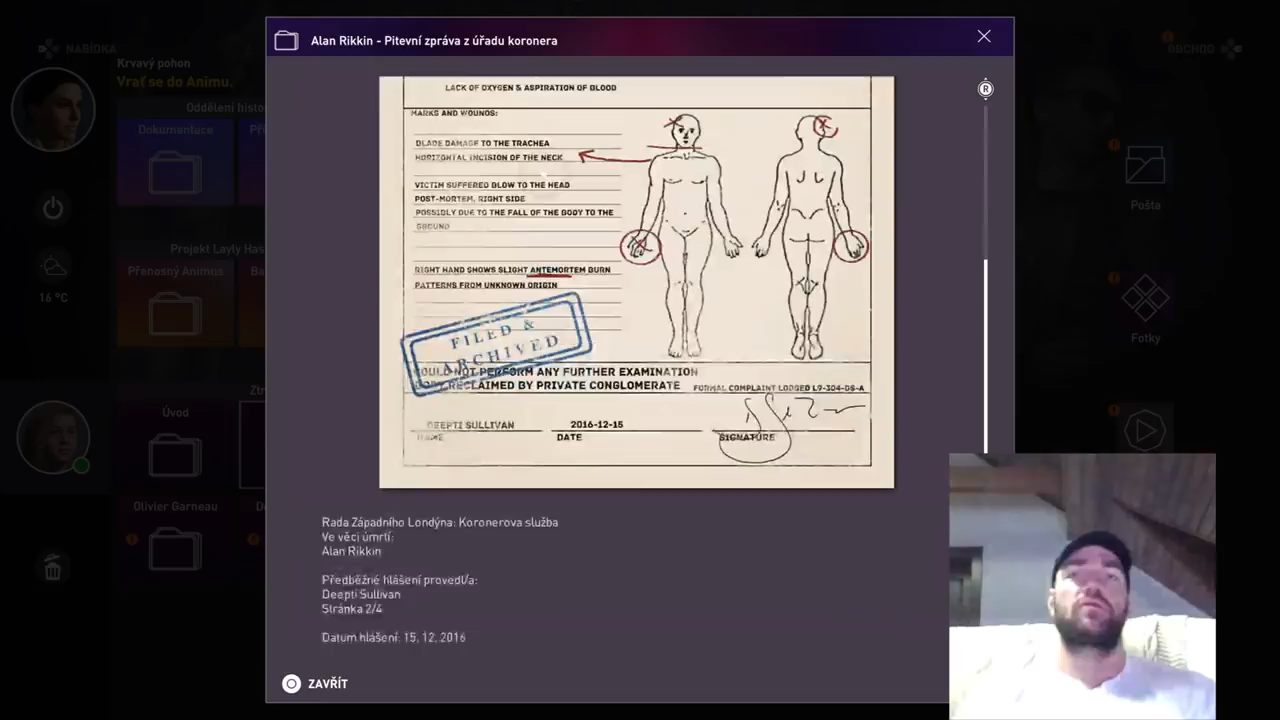 Alan Rikkin - Pitevní zpráva z úřadu koronera
NABÍDKA
OBCHOD
Krvavý pohon
Vrať se do Animu.
Oddělení histo
Dokumentace
Př
Projekt Layly Has
Přenosný Animus
Ba
16 °C
Úvod
Ztr
Olivier Garneau
Pošta
Fotky
R
LACK OF OXYGEN & ASPIRATION OF BLOOD
MARKS AND WOUNDS:
BLADE DAMAGE TO THE TRACHEA
HORIZONTAL INCISION OF THE NECK
VICTIM SUFFERED BLOW TO THE HEAD
POST-MORTEM, RIGHT SIDE
POSSIBLY DUE TO THE FALL OF THE BODY TO THE
GROUND
RIGHT HAND SHOWS SLIGHT ANTEMORTEM BURN
PATTERNS FROM UNKNOWN ORIGIN
FILED &
ARCHIVED
COULD NOT PERFORM ANY FURTHER EXAMINATION
BODY RECLAIMED BY PRIVATE CONGLOMERATE
FORMAL COMPLAINT LODGED L9-304-DS-A
DEEPTI SULLIVAN
2016-12-15
NAME
DATE
SIGNATURE
Rada Západního Londýna: Koronerova služba
Ve věci úmrtí:
Alan Rikkin
Předběžné hlášení provedl/a:
Deepti Sullivan
Stránka 2/4
Datum hlášení: 15. 12. 2016
ZAVŘÍT